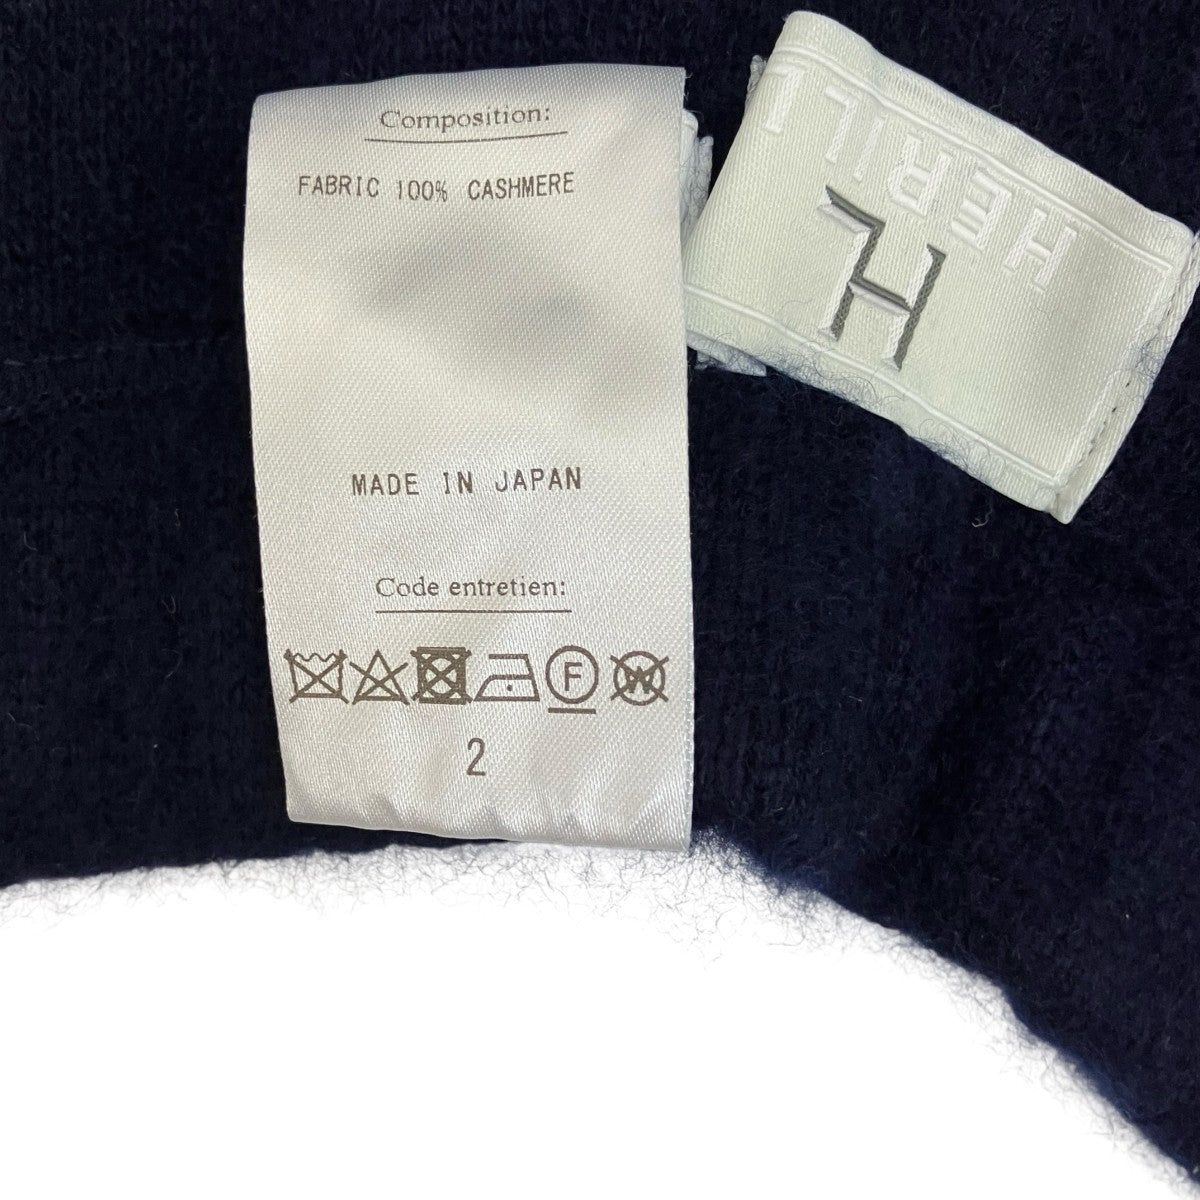 Composition:
FABRIC 100% CASHMERE
MADE IN JAPAN
Code entretien:
F W
2
HERILL
H